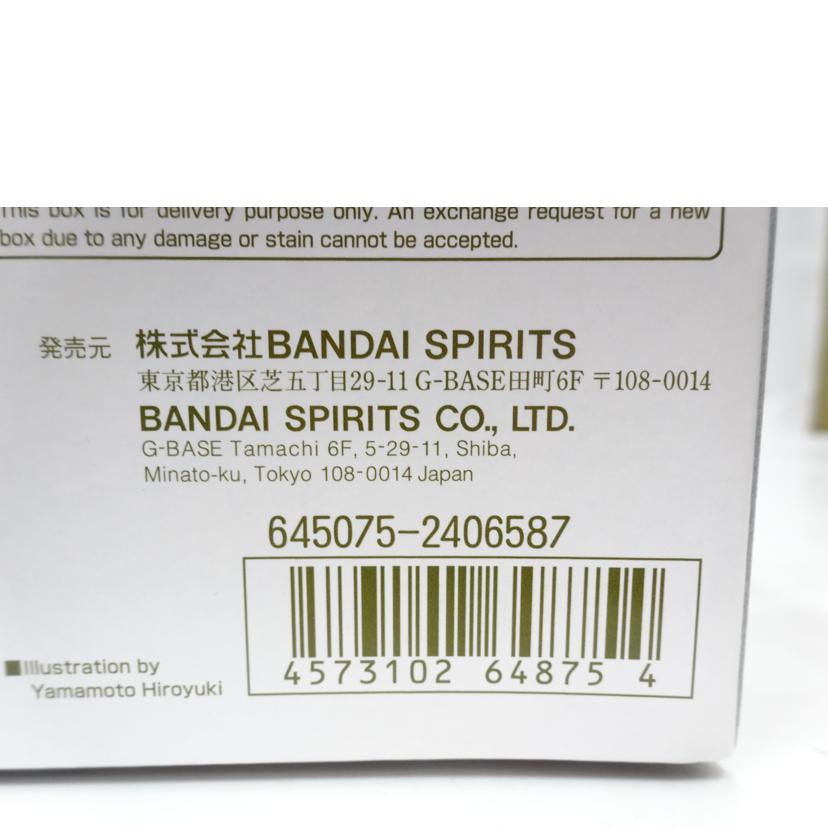 This box is for delivery purpose only. An exchange request for a new
box due to any damage or stain cannot be accepted.
発売元 株式会社BANDAI SPIRITS
東京都港区芝五丁目29-11 G-BASE田町6F 〒108-0014
BANDAI SPIRITS CO., LTD.
G-BASE Tamachi 6F, 5-29-11, Shiba,
Minato-ku, Tokyo 108-0014 Japan
645075-2406587
4573102 64875 4
■Illustration by
Yamamoto Hiroyuki